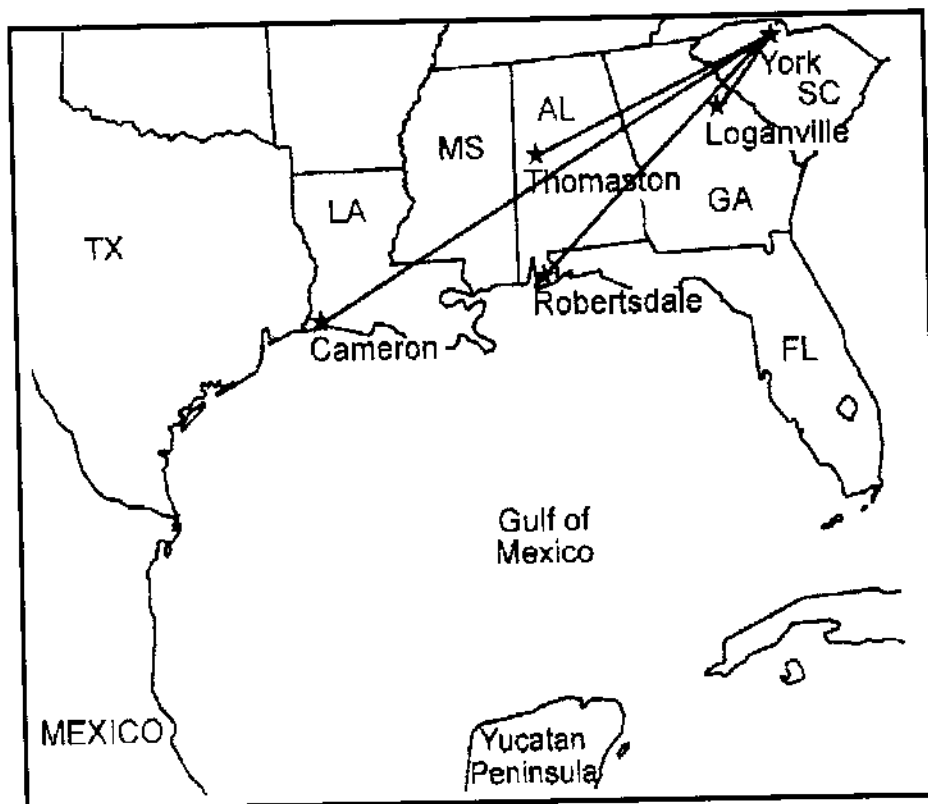 York
SC
AL
Loganville
MS
Thomaston
GA
LA
TX
Robertsdale
Cameron
FL
Gulf of
Mexico
MEXICO
Yucatan
Peninsula